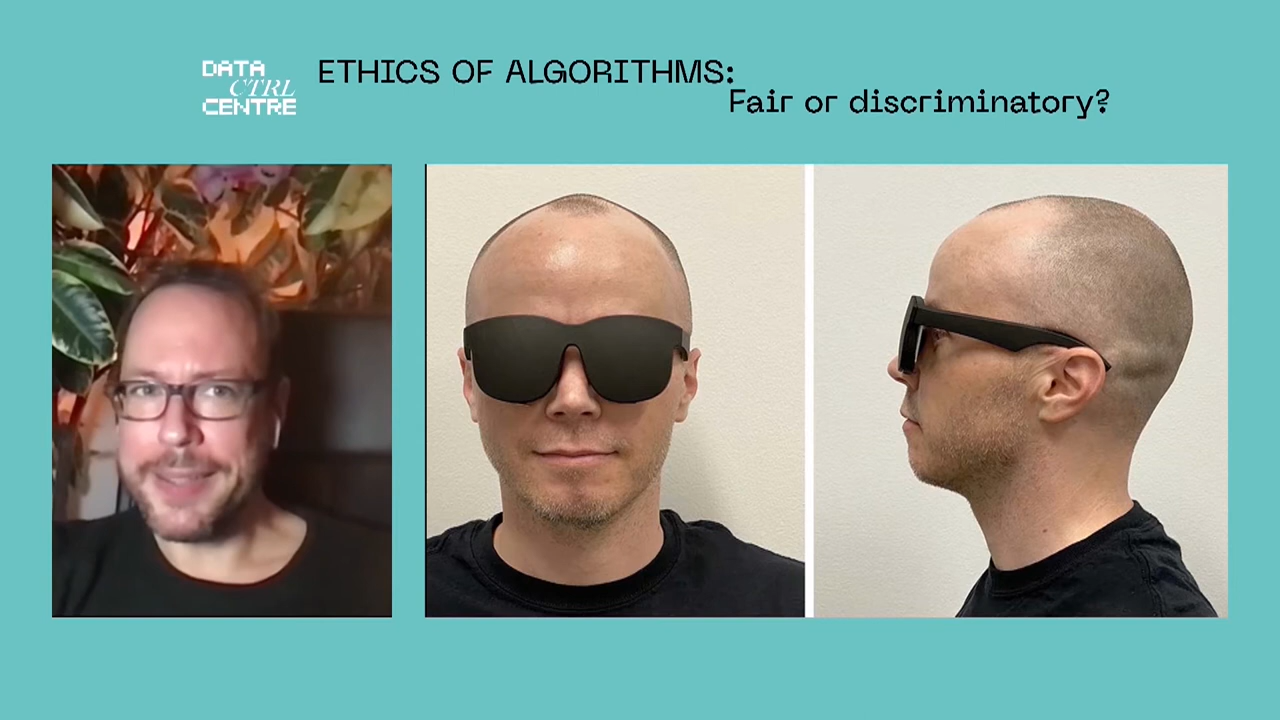 DATA
CTRL
CENTRE
ETHICS OF ALGORITHMS:
Fair or discriminatory?